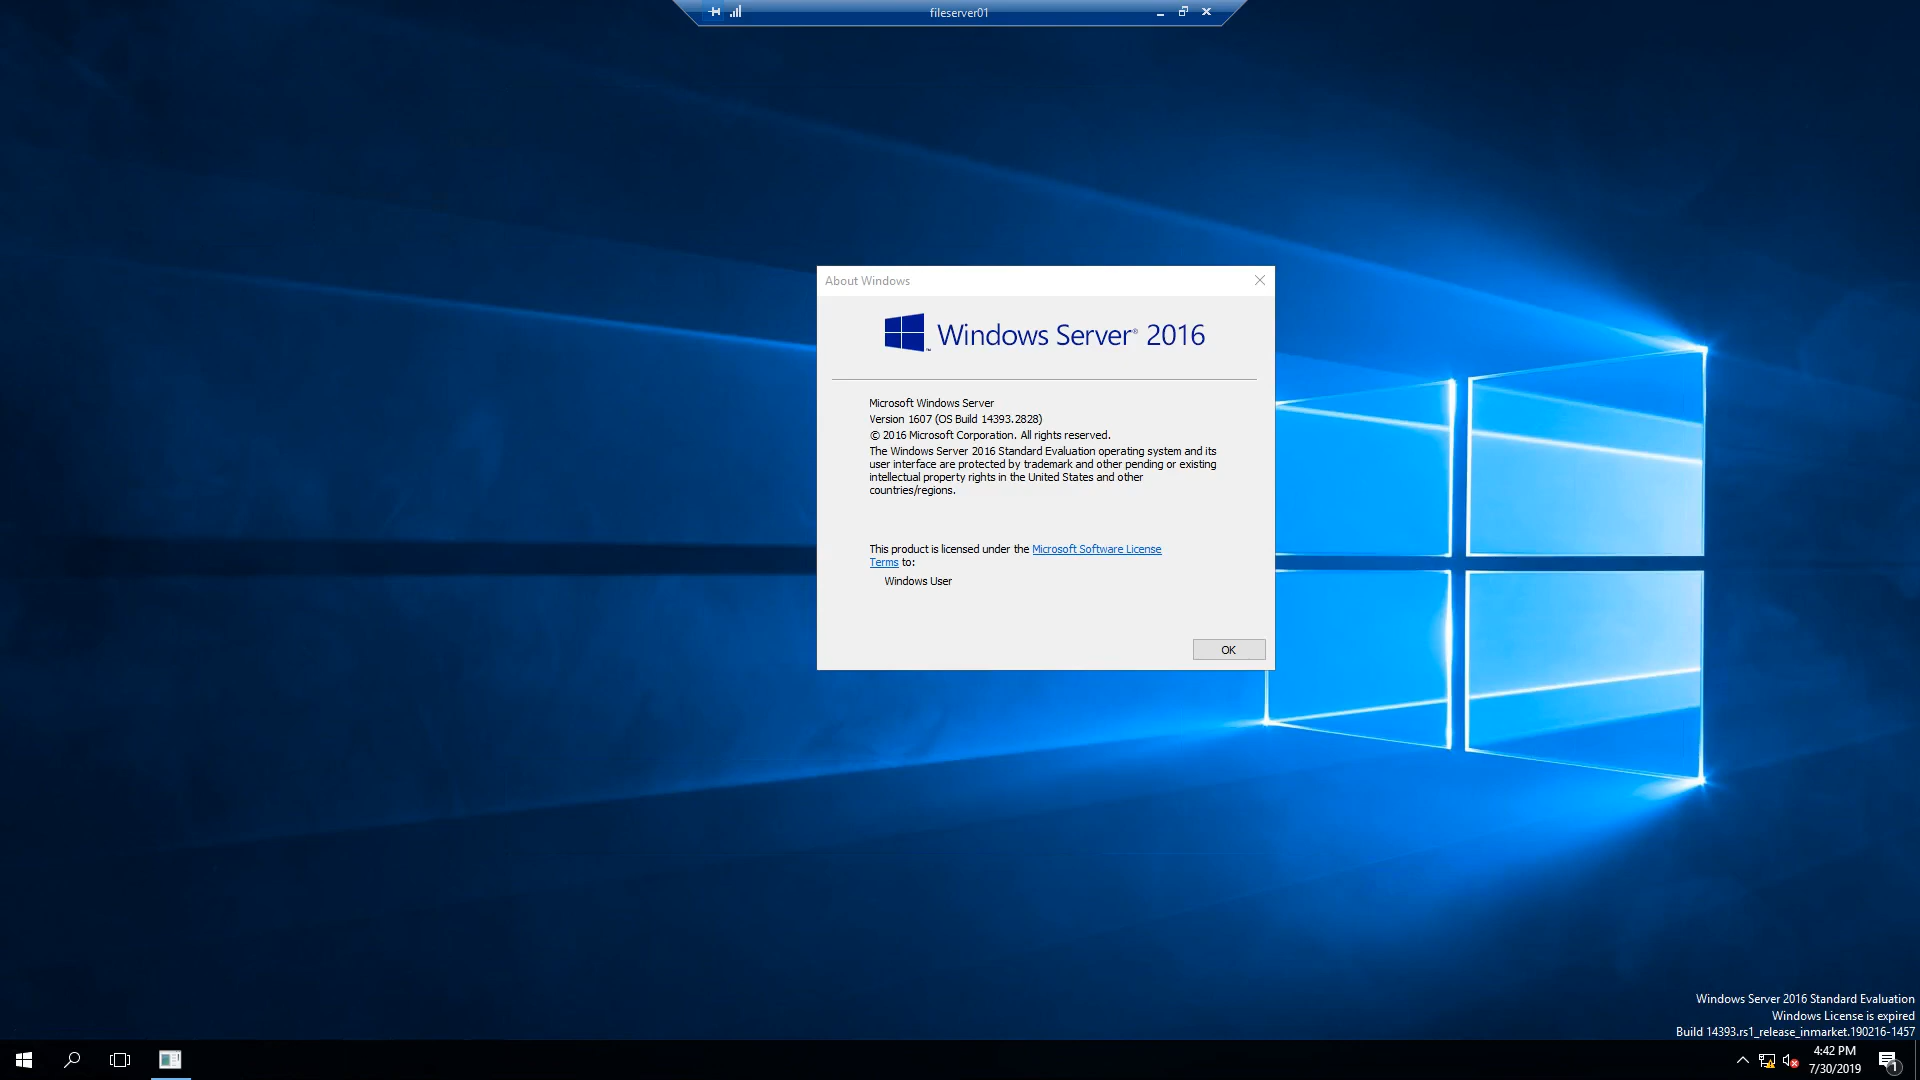 fileserver01
About Windows
Windows Server® 2016
Microsoft Windows Server
Version 1607 (OS Build 14393.2828)
© 2016 Microsoft Corporation. All rights reserved.
The Windows Server 2016 Standard Evaluation operating system and its
user interface are protected by trademark and other pending or existing
intellectual property rights in the United States and other
countries/regions.
This product is licensed under the Microsoft Software License
Terms to:
Windows User
OK
Windows Server 2016 Standard Evaluation
Windows License is expired
Build 14393.rs1_release_inmarket.190216-1457
4:42 PM
7/30/2019
1